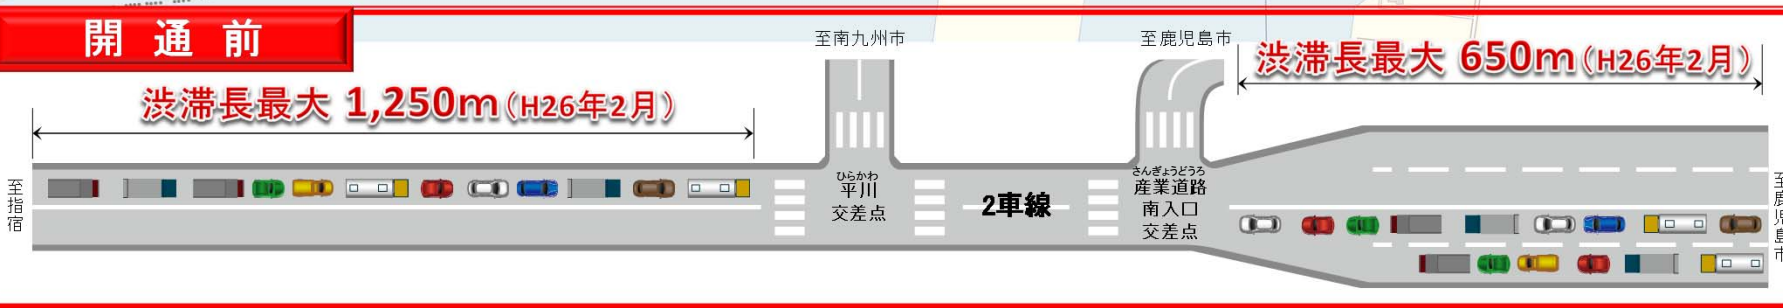 開通前
至南九州市
至鹿児島市
渋滞長最大 650m(H26年2月)
渋滞長最大 1,250m(H26年2月)
至指宿
ひらかわ
平川
交差点
2車線
さんぎょうどうろ
産業道路
南入口
交差点
至鹿児島市